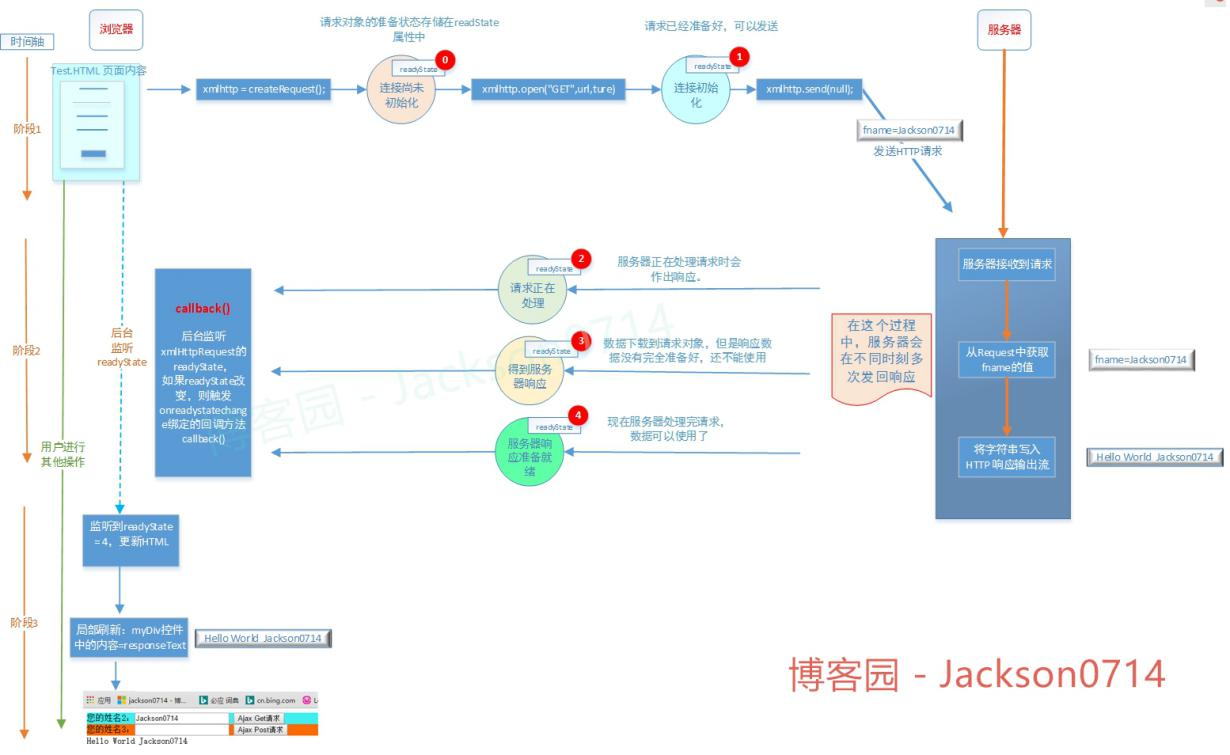 时间轴
浏览器
服务器
请求对象的准备状态存储在readState
属性中
请求已经准备好，可以发送
Test.HTML 页面内容
xmlhttp = createRequest();
readyState
0
连接尚未
初始化
xmlhttp.open("GET",url,ture)
readyState
1
连接初始
化
xmlhttp.send(null);
fname=Jackson0714
发送HTTP请求
阶段1
阶段2
阶段3
用户进行
其他操作
后台
监听
readyState
callback()
后台监听
xmlHttpRequest的
readyState，
如果readyState改
变，则触发
onreadystatechang
e绑定的回调方法
callback()
readyState
2
请求正在
处理
服务器正在处理请求时会
作出响应。
readyState
3
得到服务
器响应
数据下载到请求对象，但是响应数
据没有完全准备好，还不能使用
readyState
4
服务器响
应准备就
绪
现在服务器处理完请求，
数据可以使用了
在这个过程
中，服务器会
在不同时刻多
次发回响应
服务器接收到请求
从Request中获取
fname的值
fname=Jackson0714
将字符串写入
HTTP 响应输出流
Hello World Jackson0714
监听到readyState
= 4，更新HTML
局部刷新：myDiv控件
中的内容=responseText
Hello World Jackson0714
应用 jackson0714 - 博... 必应 词典 cn.bing.com L
您的姓名2: Jackson0714 Ajax Get请求
您的姓名3: Ajax Post请求
Hello World Jackson0714
博客园 - Jackson0714
博客园 - Jackson0714